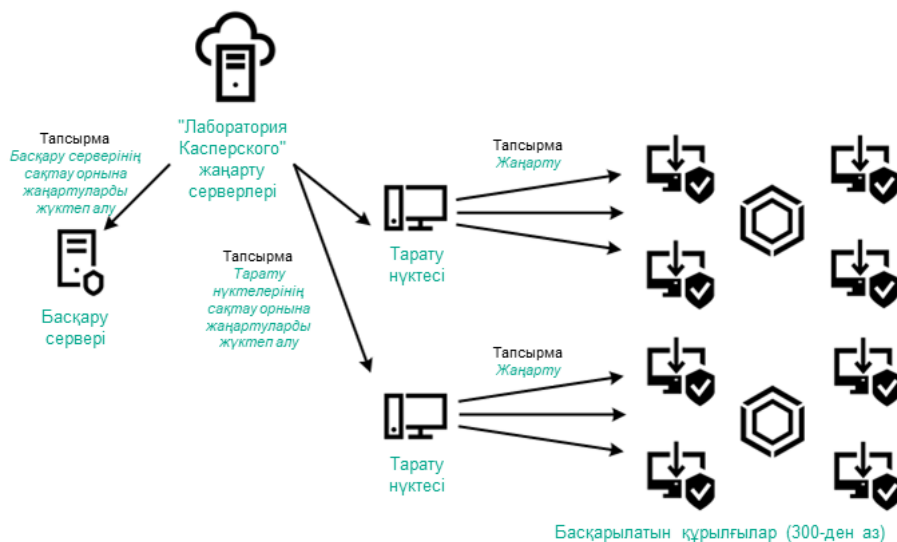 "Лаборатория
Касперского"
жаңарту
серверлері
Тапсырма
Басқару серверінің
сақтау орнына
жаңартуларды
жүктеп алу
Басқару
сервері
Тапсырма
Тарату
нүктелерінің
сақтау орнына
жаңартуларды
жүктеп алу
Тапсырма
Жаңарту
Тарату
нүктесі
Тапсырма
Жаңарту
Тарату
нүктесі
Басқарылатын құрылғылар (300-ден аз)